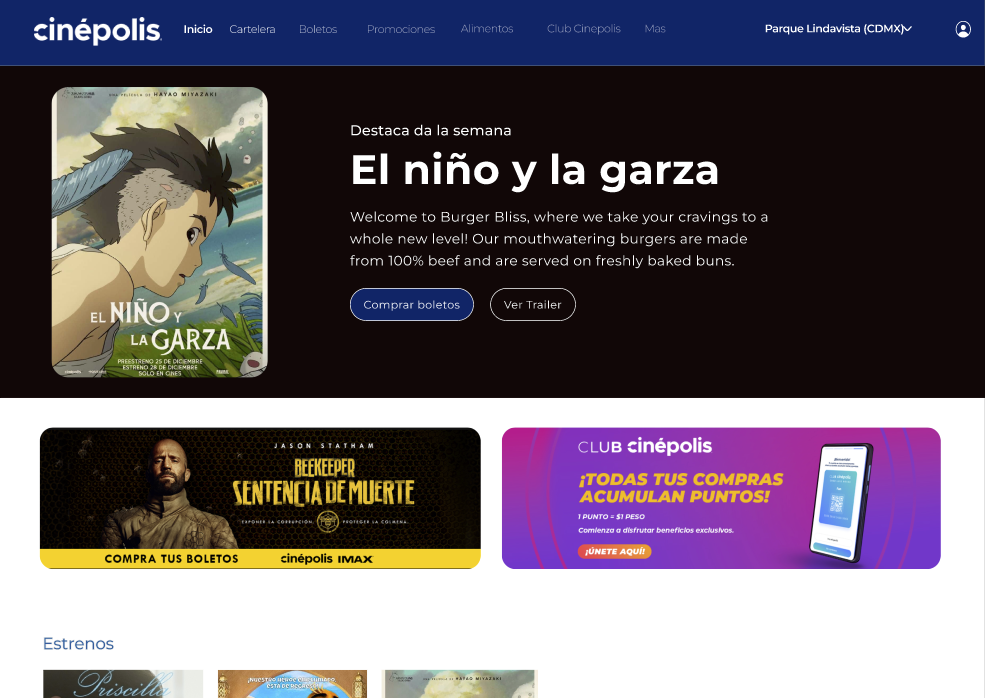 cinépolis
Inicio
Cartelera
Boletos
Promociones
Alimentos
Club Cinepolis
Mas
Parque Lindavista (CDMX)
UNA PELÍCULA DE HAYAO MIYAZAKI
EL NIÑO Y
LA GARZA
PREESTRENO 25 DE DICIEMBRE
ESTRENO 28 DE DICIEMBRE
SOLO EN CINES
Destaca da la semana
El niño y la garza
Welcome to Burger Bliss, where we take your cravings to a
whole new level! Our mouthwatering burgers are made
from 100% beef and are served on freshly baked buns.
Comprar boletos
Ver Trailer
JASON STATHAM
BEEKEEPER
SENTENCIA DE MUERTE
EXPONER LA CORRUPCIÓN. PROTEGER LA COLMENA.
COMPRA TUS BOLETOS
cinépolis IMAX
CLUB cinépolis
¡TODAS TUS COMPRAS
ACUMULAN PUNTOS!
1 PUNTO = $1 PESO
Comienza a disfrutar beneficios exclusivos.
¡ÚNETE AQUÍ!
Estrenos
Priscilla
¡NUESTRO HÉROE
ESTÁ DE REGRESO!
HAYAO MIYAZAKI